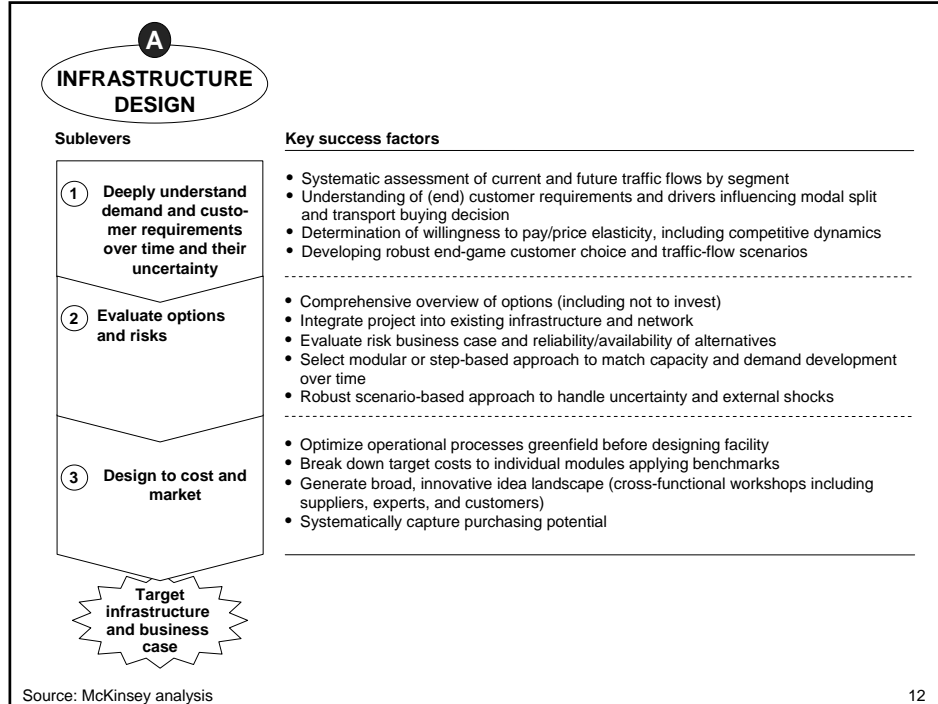 A
INFRASTRUCTURE
DESIGN
Sublevers
Key success factors
1
Deeply understand
demand and custo-
mer requirements
over time and their
uncertainty
• Systematic assessment of current and future traffic flows by segment
• Understanding of (end) customer requirements and drivers influencing modal split
and transport buying decision
• Determination of willingness to pay/price elasticity, including competitive dynamics
• Developing robust end-game customer choice and traffic-flow scenarios
2
Evaluate options
and risks
• Comprehensive overview of options (including not to invest)
• Integrate project into existing infrastructure and network
• Evaluate risk business case and reliability/availability of alternatives
• Select modular or step-based approach to match capacity and demand development
over time
• Robust scenario-based approach to handle uncertainty and external shocks
3
Design to cost and
market
• Optimize operational processes greenfield before designing facility
• Break down target costs to individual modules applying benchmarks
• Generate broad, innovative idea landscape (cross-functional workshops including
suppliers, experts, and customers)
• Systematically capture purchasing potential
Target
infrastructure
and business
case
Source: McKinsey analysis
12